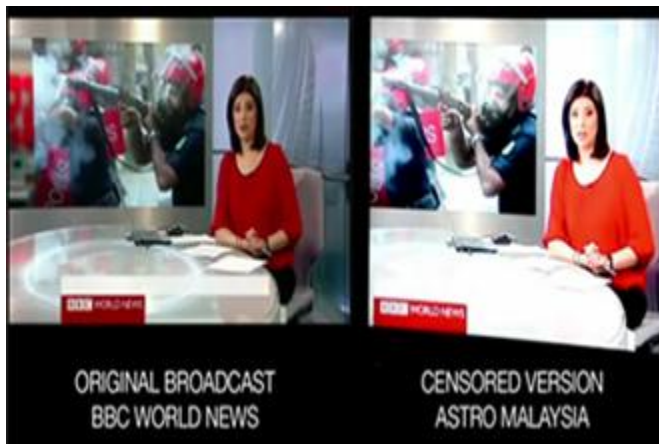 BBC WORLD NEWS
BBC WORLD NEWS
ORIGINAL BROADCAST
BBC WORLD NEWS
CENSORED VERSION
ASTRO MALAYSIA